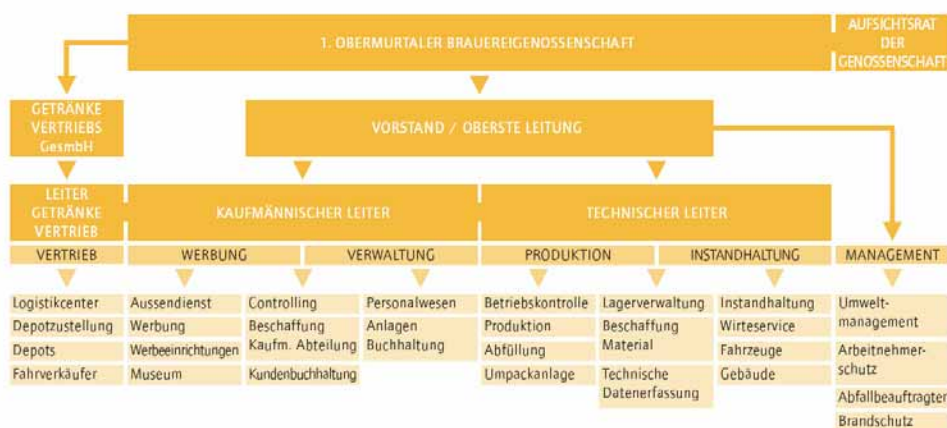 1. OBERMURTALER BRAUEREIGENOSSENSCHAFT
AUFSICHTSRAT
DER
GENOSSENSCHAFT
GETRÄNKE
VERTRIEBS
GesmbH
VORSTAND / OBERSTE LEITUNG
LEITER
GETRÄNKE
VERTRIEB
KAUFMÄNNISCHER LEITER
TECHNISCHER LEITER
VERTRIEB
WERBUNG
VERWALTUNG
PRODUKTION
INSTANDHALTUNG
MANAGEMENT
Logistikcenter
Depotzustellung
Depots
Fahrverkäufer
Aussendienst
Werbung
Werbeeinrichtungen
Museum
Controlling
Beschaffung
Kaufm. Abteilung
Kundenbuchhaltung
Personalwesen
Anlagen
Buchhaltung
Betriebskontrolle
Produktion
Abfüllung
Umpackanlage
Lagerverwaltung
Beschaffung
Material
Technische
Datenerfassung
Instandhaltung
Wirteservice
Fahrzeuge
Gebäude
Umwelt-
management
Arbeitnehmer-
schutz
Abfallbeauftragter
Brandschutz